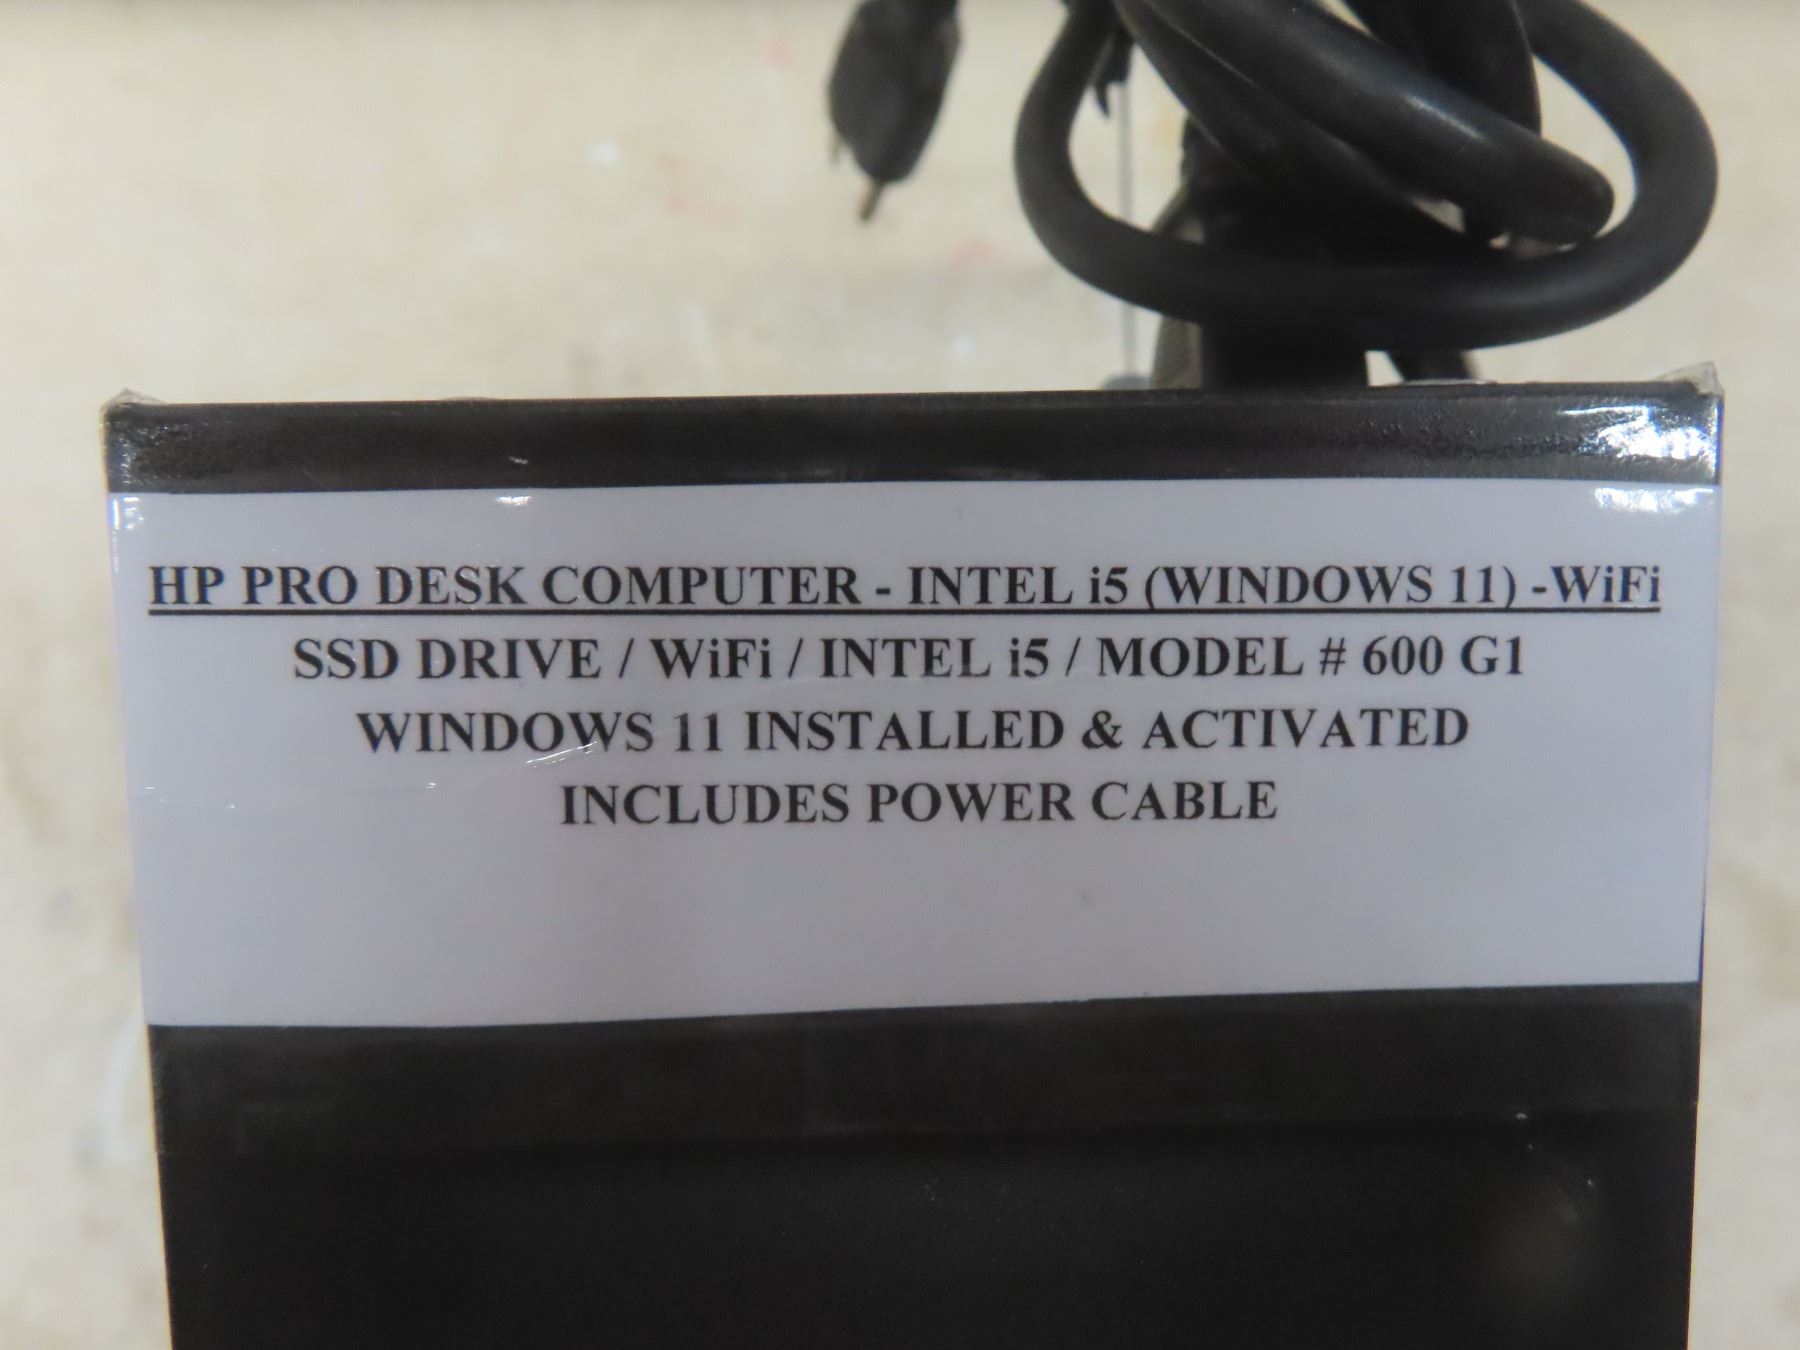 HP PRO DESK COMPUTER - INTEL i5 (WINDOWS 11) -WiFi
SSD DRIVE / WiFi / INTEL i5 / MODEL # 600 G1
WINDOWS 11 INSTALLED & ACTIVATED
INCLUDES POWER CABLE